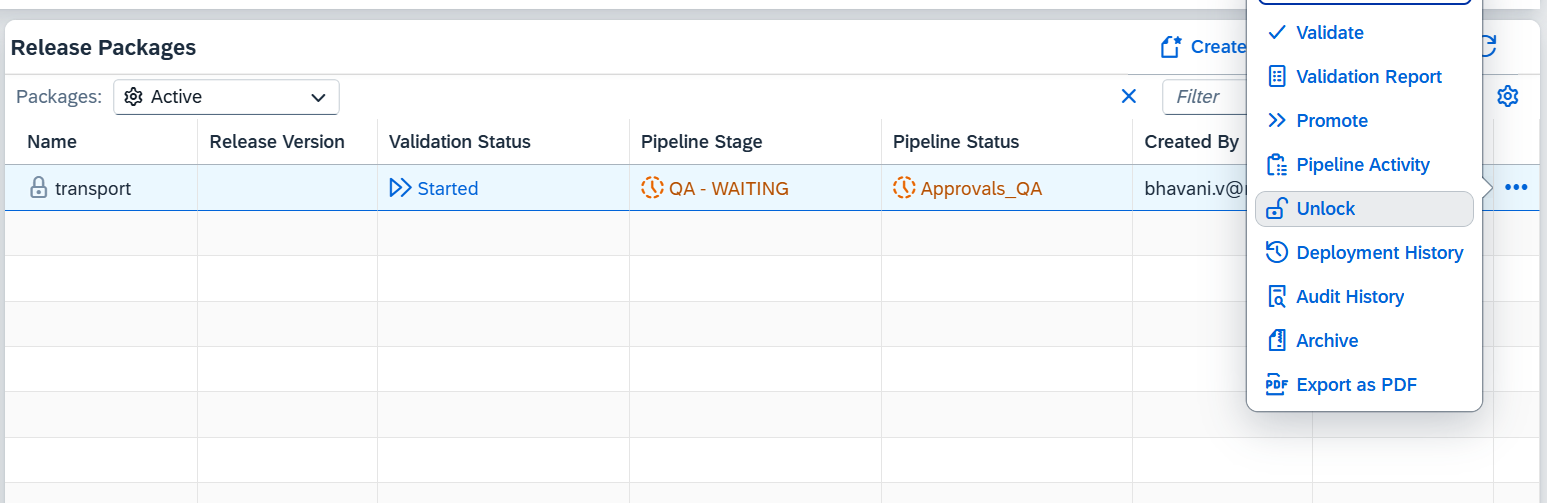 Release Packages
Create
Packages: Active
Filter
Name Release Version Validation Status Pipeline Stage Pipeline Status Created By
transport Started QA - WAITING Approvals_QA bhavani.v@
Validate
Validation Report
Promote
Pipeline Activity
Unlock
Deployment History
Audit History
Archive
PDF Export as PDF